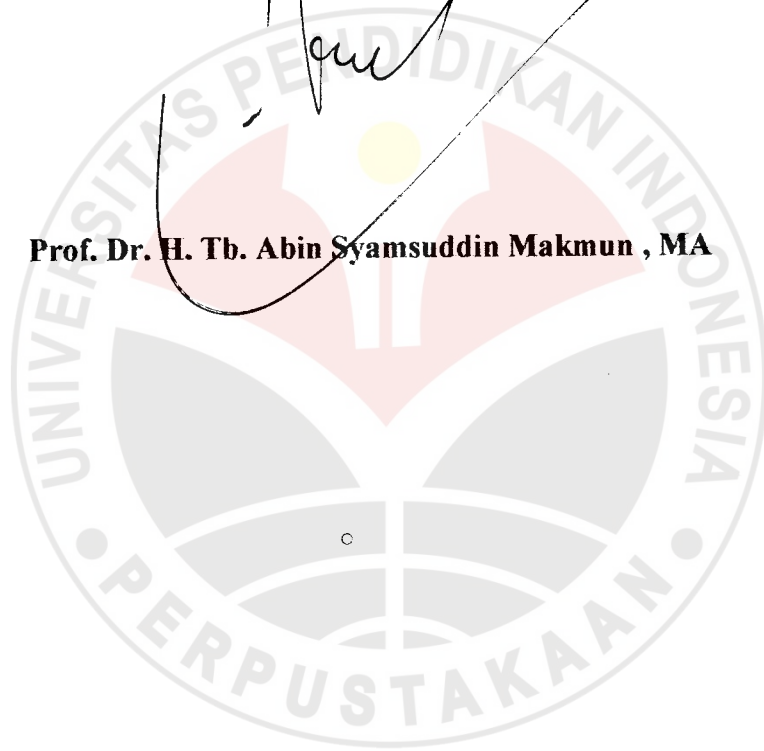 UNIVERSITAS PENDIDIKAN INDONESIA
Prof. Dr. H. Tb. Abin Syamsuddin Makmun , MA
PERPUSTAKAAN